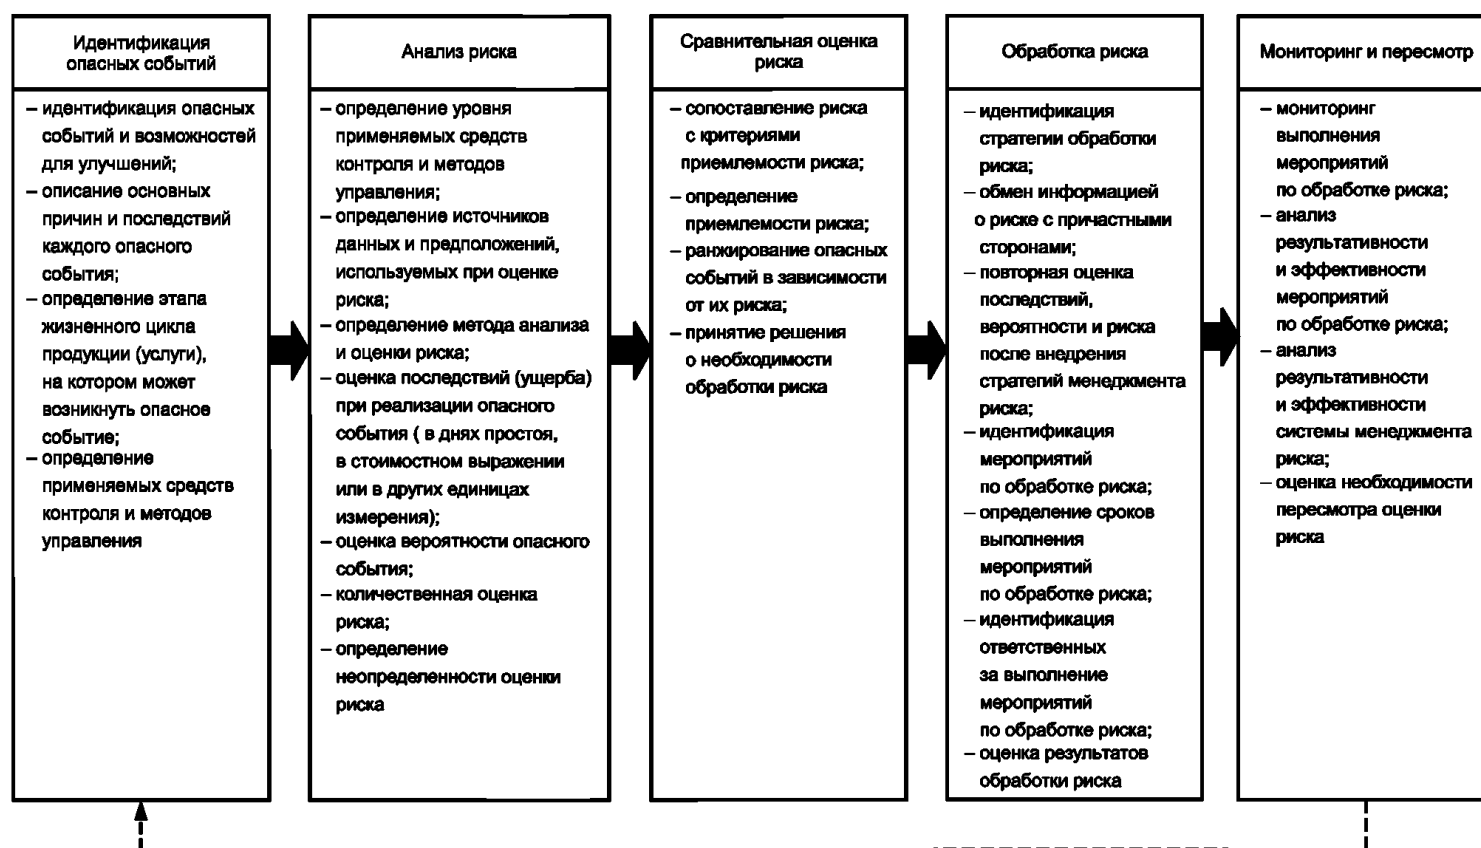 Идентификация
опасных событий
– идентификация опасных
событий и возможностей
для улучшений;
– описание основных
причин и последствий
каждого опасного
события;
– определение этапа
жизненного цикла
продукции (услуги),
на котором может
возникнуть опасное
событие;
– определение
применяемых средств
контроля и методов
управления
Анализ риска
– определение уровня
применяемых средств
контроля и методов
управления;
– определение источников
данных и предположений,
используемых при оценке
риска;
– определение метода анализа
и оценки риска;
– оценка последствий (ущерба)
при реализации опасного
события ( в днях простоя,
в стоимостном выражении
или в других единицах
измерения);
– оценка вероятности опасного
события;
– количественная оценка
риска;
– определение
неопределенности оценки
риска
Сравнительная оценка
риска
– сопоставление риска
с критериями
приемлемости риска;
– определение
приемлемости риска;
– ранжирование опасных
событий в зависимости
от их риска;
– принятие решения
о необходимости
обработки риска
Обработка риска
– идентификация
стратегии обработки
риска;
– обмен информацией
о риске с причастными
сторонами;
– повторная оценка
последствий,
вероятности и риска
после внедрения
стратегий менеджмента
риска;
– идентификация
мероприятий
по обработке риска;
– определение сроков
выполнения
мероприятий
по обработке риска;
– идентификация
ответственных
за выполнение
мероприятий
по обработке риска;
– оценка результатов
обработки риска
Мониторинг и пересмотр
– мониторинг
выполнения
мероприятий
по обработке риска;
– анализ
результативности
и эффективности
мероприятий
по обработке риска;
– анализ
результативности
и эффективности
системы менеджмента
риска;
– оценка необходимости
пересмотра оценки
риска